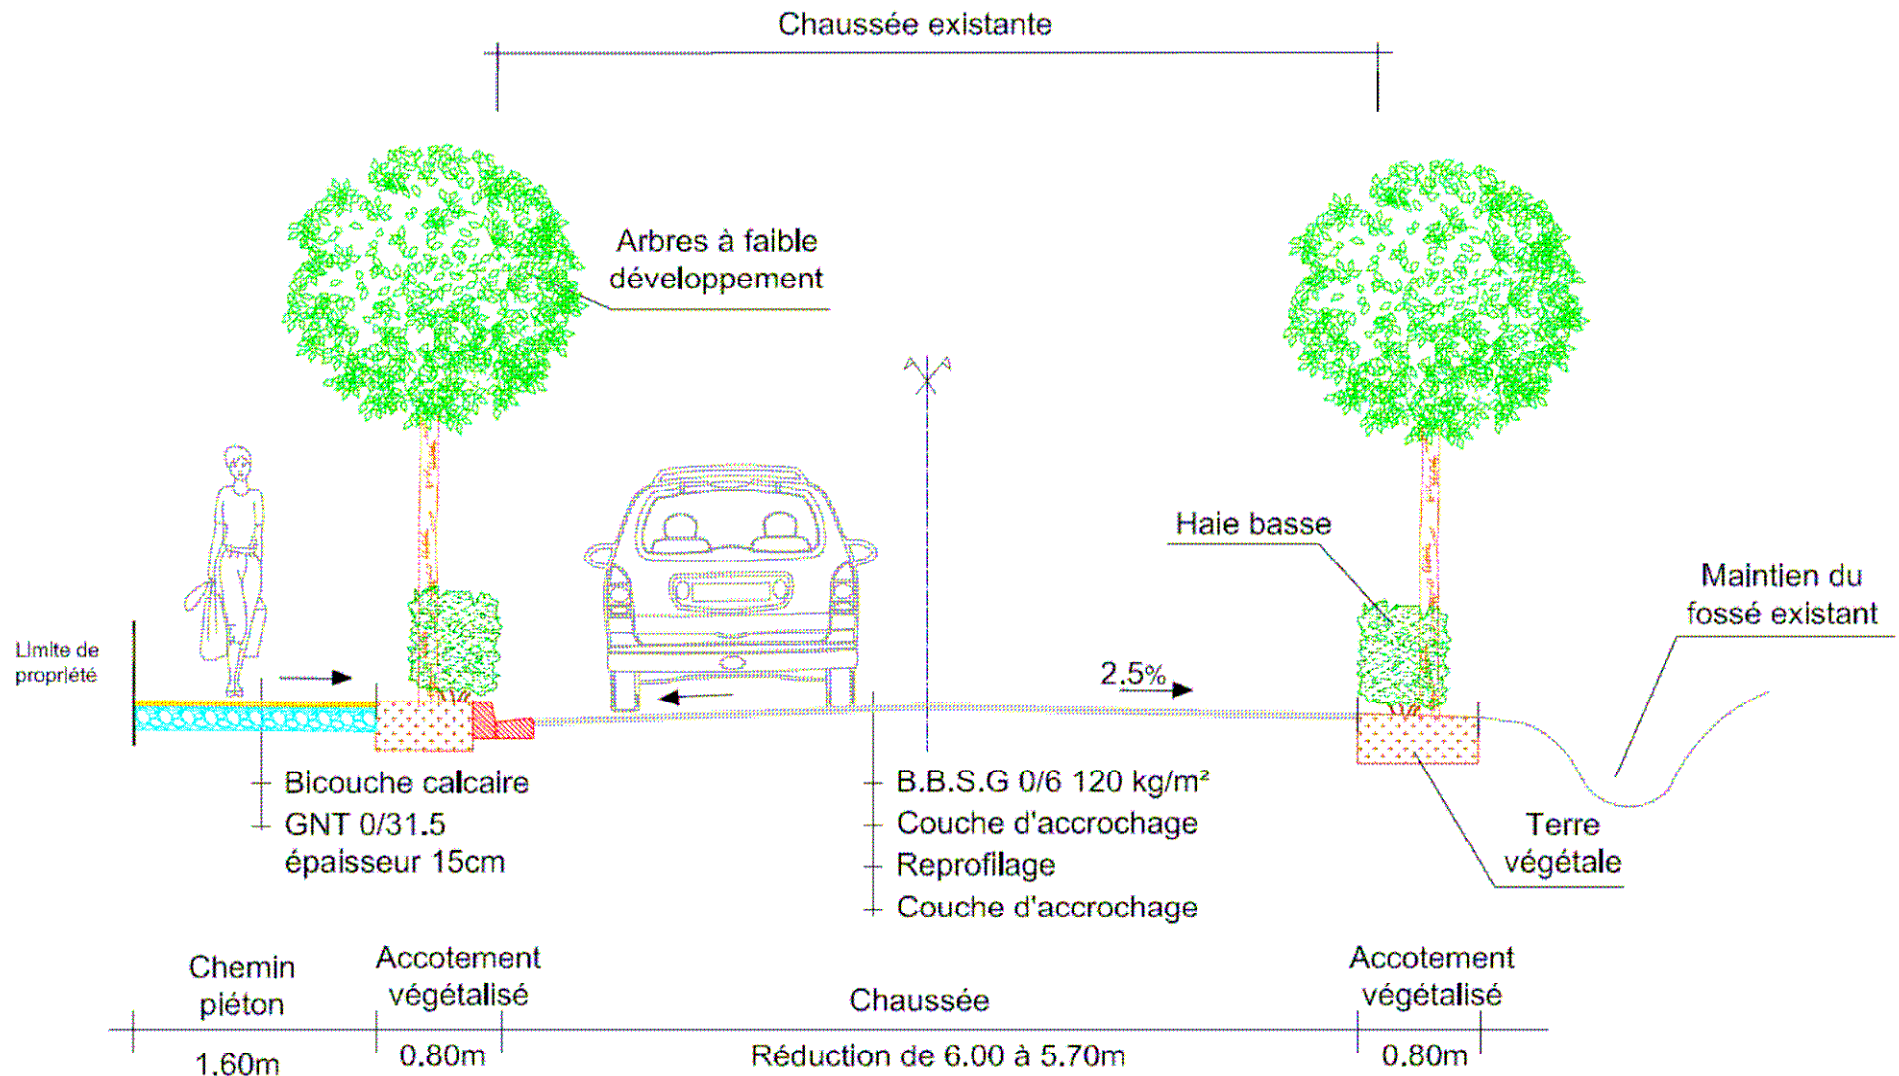 Chaussée existante
Arbres à faible
développement
Haie basse
Maintien du
fossé existant
Limite de
propriété
2.5%
Bicouche calcaire
GNT 0/31.5
épaisseur 15cm
B.B.S.G 0/6 120 kg/m²
Couche d'accrochage
Reprofilage
Couche d'accrochage
Terre
végétale
Chemin
piéton
Accotement
végétalisé
Chaussée
Accotement
végétalisé
1.60m
0.80m
Réduction de 6.00 à 5.70m
0.80m